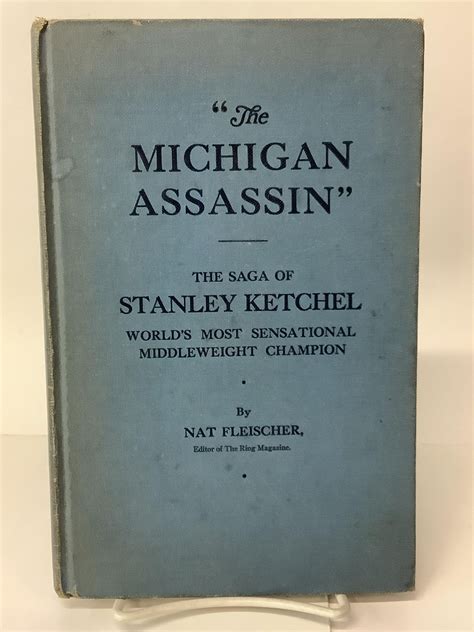 "The
MICHIGAN
ASSASSIN"
THE SAGA OF
STANLEY KETCHEL
WORLD'S MOST SENSATIONAL
MIDDLEWEIGHT CHAMPION
By
NAT FLEISCHER,
Editor of The Ring Magazine.